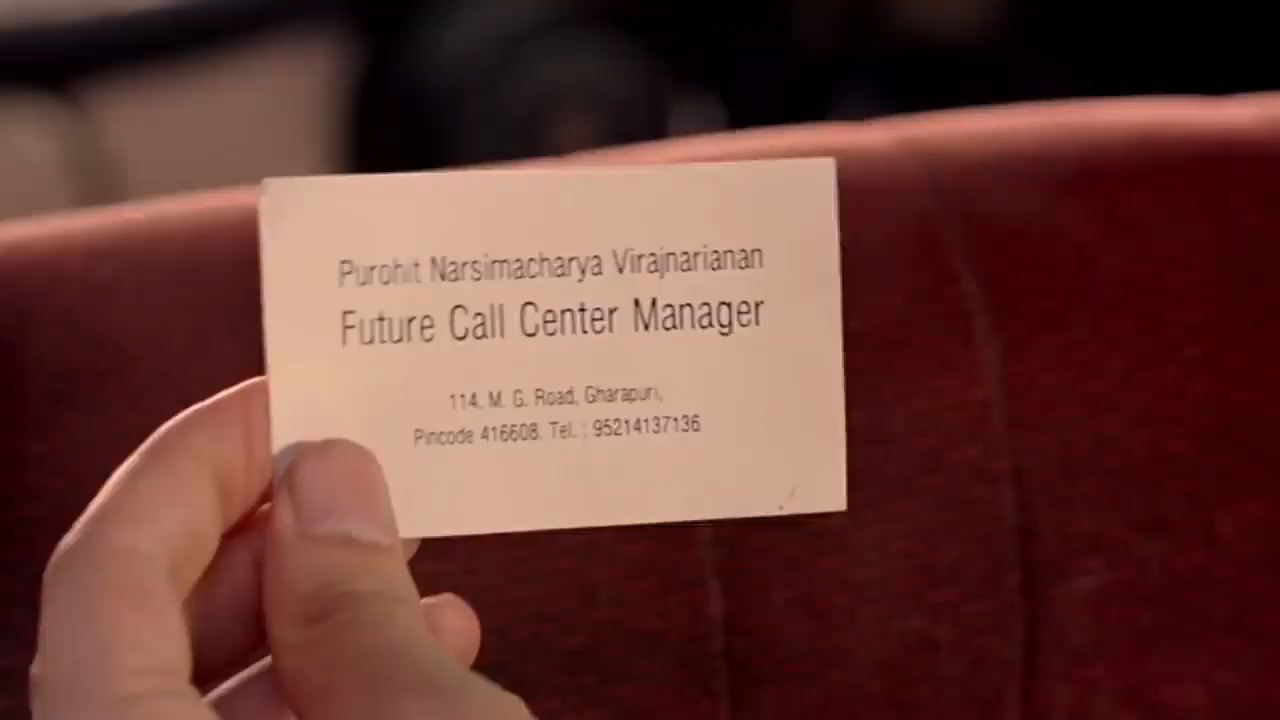 Purohit Narsimacharya Virajnarianan
Future Call Center Manager
114, M. G. Road, Gharapuri,
Pincode 416608. Tel. : 95214137136